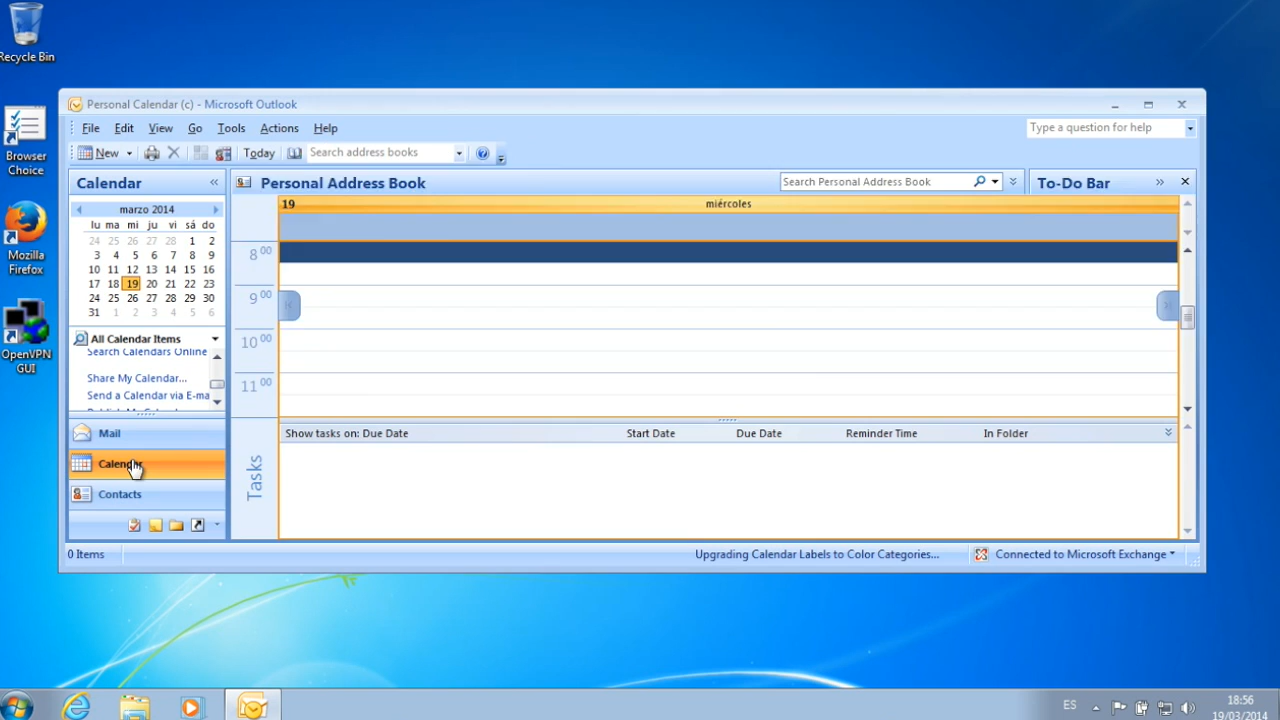 Recycle Bin
Browser
Choice
Mozilla
Firefox
OpenVPN
GUI
Personal Calendar (c) - Microsoft Outlook
File Edit View Go Tools Actions Help
Type a question for help
New Today Search address books
Calendar «
Personal Address Book
Search Personal Address Book
To-Do Bar »
marzo 2014
lu ma mi ju vi sá do
24 25 26 27 28 1 2
3 4 5 6 7 8 9
10 11 12 13 14 15 16
17 18 19 20 21 22 23
24 25 26 27 28 29 30
31 1 2 3 4 5 6
All Calendar Items
Search Calendars Online
Share My Calendar...
Send a Calendar via E-ma
Mail
Calendar
Contacts
19 miércoles
8 00
9 00
10 00
11 00
Tasks
Show tasks on: Due Date Start Date Due Date Reminder Time In Folder
0 Items
Upgrading Calendar Labels to Color Categories...
Connected to Microsoft Exchange
ES
18:56
19/03/2014